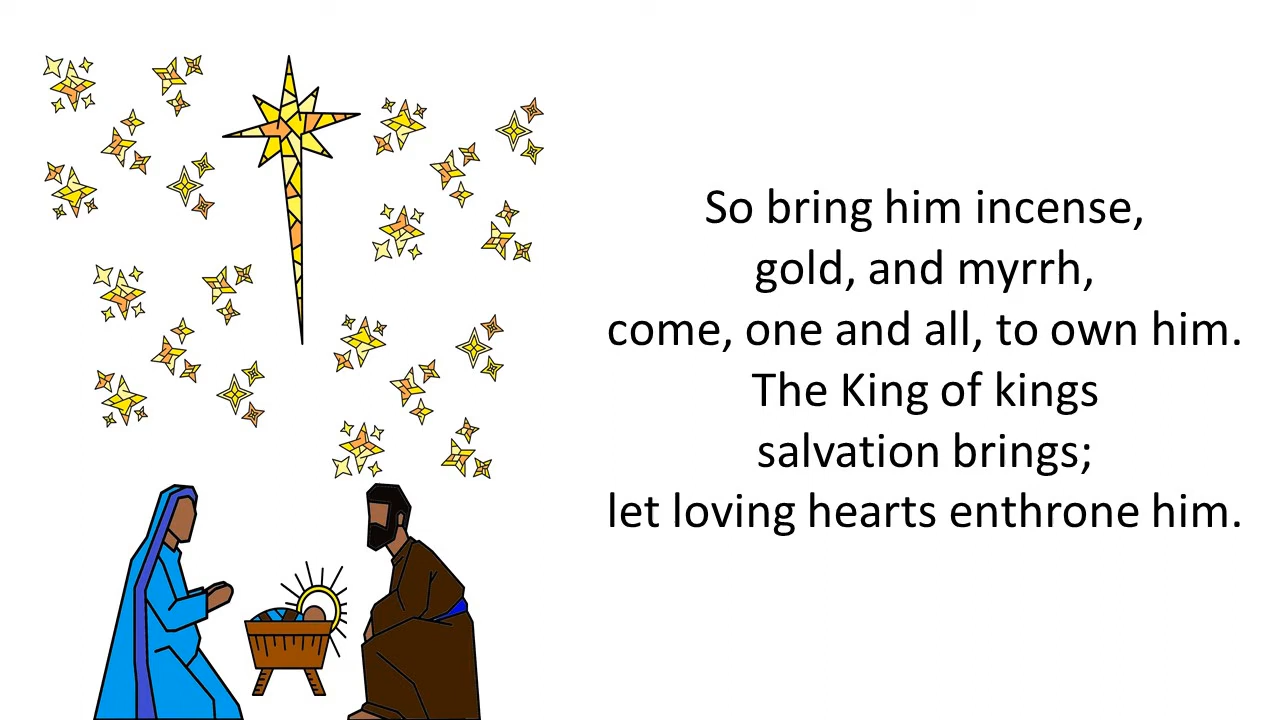 So bring him incense,
gold, and myrrh,
come, one and all, to own him.
The King of kings
salvation brings;
let loving hearts enthrone him.